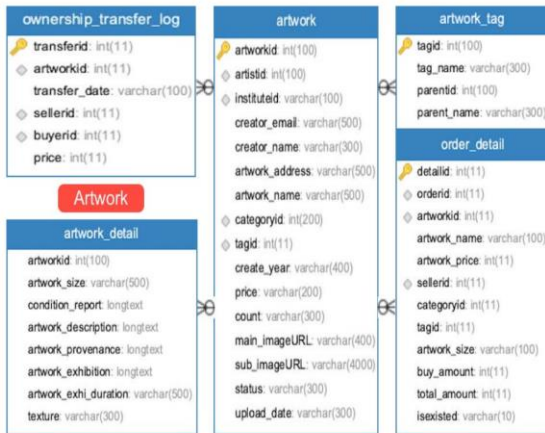 ownership_transfer_log
transferid: int(11)
artworkid: int(11)
transfer_date: varchar(100)
sellerid: int(11)
buyerid: int(11)
price: int(11)
Artwork
artwork_detail
artworkid: int(100)
artwork_size: varchar(500)
condition_report: longtext
artwork_description: longtext
artwork_provenance: longtext
artwork_exhibition: longtext
artwork_exhi_duration: varchar(500)
texture: varchar(300)
artwork
artworkid: int(100)
artistid: int(100)
instituteid: varchar(100)
creator_email: varchar(500)
creator_name: varchar(300)
artwork_address: varchar(500)
artwork_name: varchar(500)
categoryid: int(200)
tagid: int(11)
create_year: varchar(400)
price: varchar(200)
count: varchar(300)
main_imageURL: varchar(400)
sub_imageURL: varchar(4000)
status: varchar(300)
upload_date: varchar(300)
artwork_tag
tagid: int(100)
tag_name: varchar(300)
parentid: int(100)
parent_name: varchar(300)
order_detail
detailid: int(11)
orderid: int(11)
artworkid: int(11)
artwork_name: varchar(100)
artwork_price: int(11)
sellerid: int(11)
categoryid: int(11)
tagid: int(11)
artwork_size: varchar(100)
buy_amount: int(11)
total_amount: int(11)
isexisted: varchar(10)